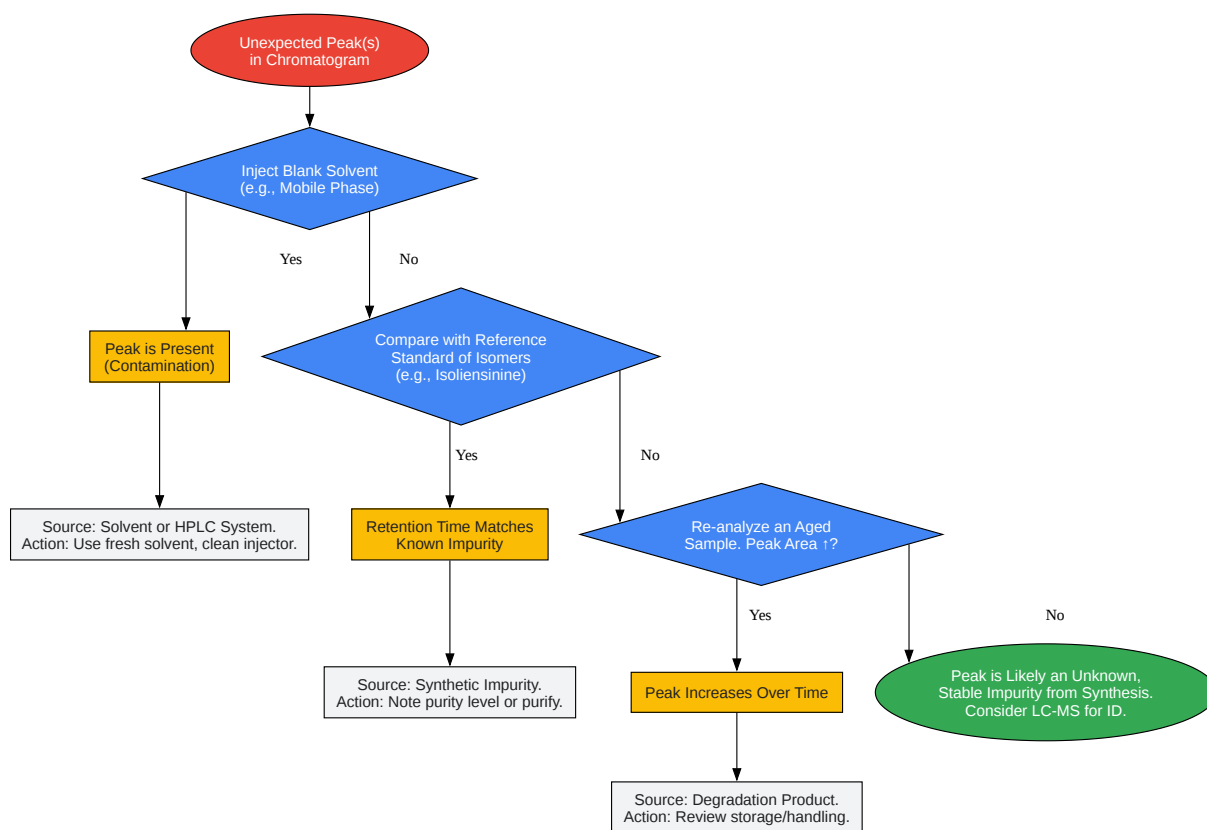 Unexpected Peak(s)
in Chromatogram
Inject Blank Solvent
(e.g., Mobile Phase)
Yes
No
Peak is Present
(Contamination)
Compare with Reference
Standard of Isomers
(e.g., Isoliensinine)
Yes
No
Source: Solvent or HPLC System.
Action: Use fresh solvent, clean injector.
Retention Time Matches
Known Impurity
Re-analyze an Aged
Sample. Peak Area ↑?
Yes
No
Source: Synthetic Impurity.
Action: Note purity level or purify.
Peak Increases Over Time
Peak is Likely an Unknown,
Stable Impurity from Synthesis.
Consider LC-MS for ID.
Source: Degradation Product.
Action: Review storage/handling.